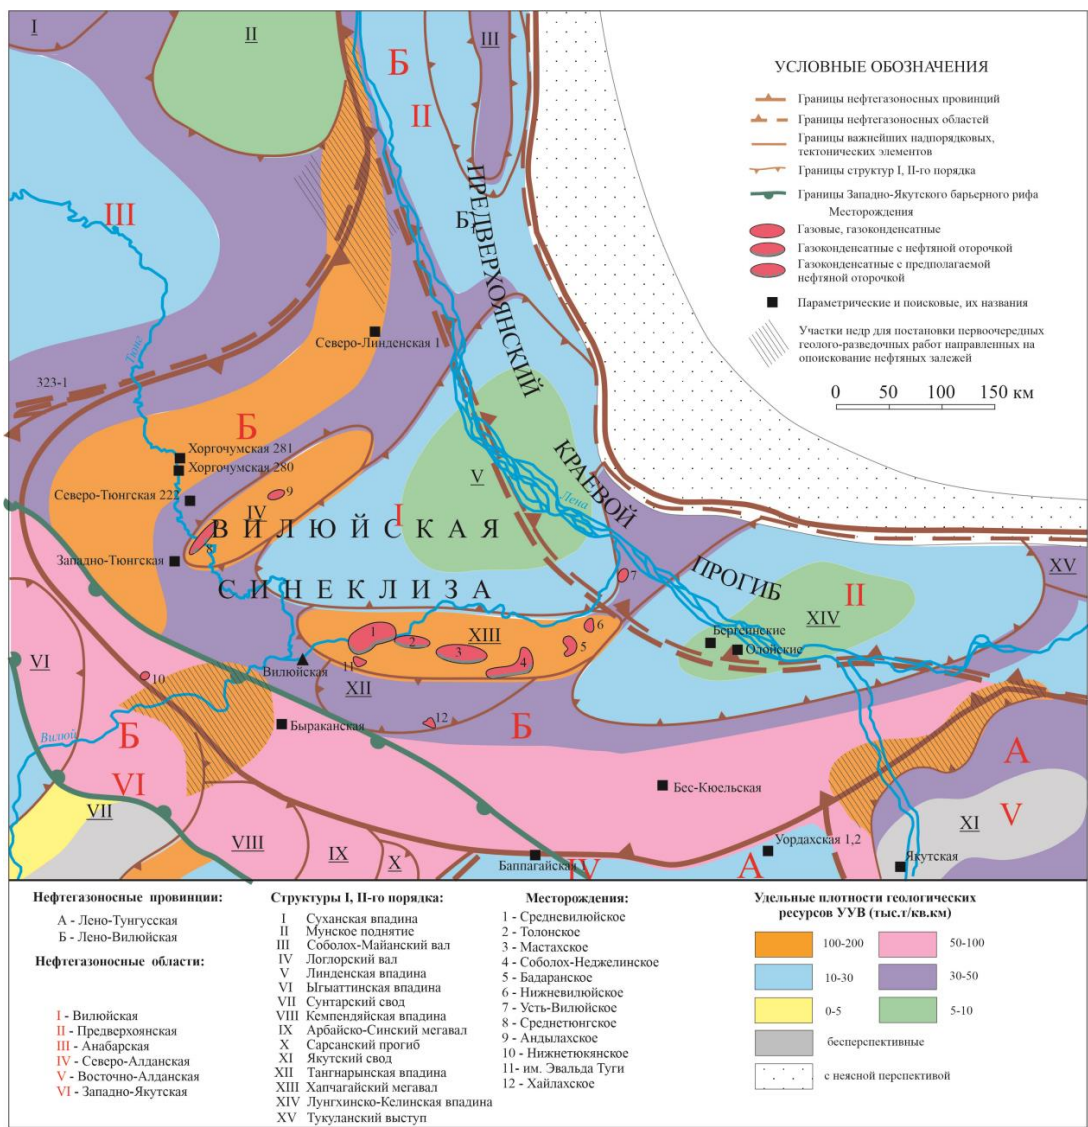 I
II
III
Б
II
III
УСЛОВНЫЕ ОБОЗНАЧЕНИЯ
Границы нефтегазоносных провинций
Границы нефтегазоносных областей
Границы важнейших надпорядковых,
тектонических элементов
Границы структур I, II-го порядка
Границы Западно-Якутского барьерного рифа
Месторождения
Газовые, газоконденсатные
Газоконденсатные с нефтяной оторочкой
Газоконденсатные с предполагаемой
нефтяной оторочкой
Параметрические и поисковые, их названия
Участки недр для постановки первоочередных
геолого-разведочных работ направленных на
опоискование нефтяных залежей
0 50 100 150 км
ПРЕДВЕРХОЯНСКИЙ
КРАЕВОЙ
ПРОГИБ
Б1
Тюнг
Северо-Линденская 1
323-1
Б
Хоргочумская 281
Хоргочумская 280
Северо-Тюнгская 222
9
IV
I
V
Лена
ВИЛЮЙСКАЯ
8
Западно-Тюнгская
СИНЕКЛИЗА
7
XV
II
XIV
Бергеинские
Олойские
1
2
3
4
5
6
XIII
11
Вилюйская
XII
VI
10
12
Быраканская
Б
Б
Вилюй
VI
VII
Бес-Кюельская
А
V
XI
VIII
IX
X
Баппагайская
IV
А
Уордахская 1,2
Якутская
Нефтегазоносные провинции:
А - Лено-Тунгусская
Б - Лено-Вилюйская
Нефтегазоносные области:
I - Вилюйская
II - Предверхоянская
III - Анабарская
IV - Северо-Алданская
V - Восточно-Алданская
VI - Западно-Якутская
Структуры I, II-го порядка:
I Суханская впадина
II Мунское поднятие
III Соболох-Майанский вал
IV Логлорский вал
V Линденская впадина
VI Ыгыаттинская впадина
VII Сунтарский свод
VIII Кемпендяйская впадина
IX Арбайско-Синский мегавал
X Сарсанский прогиб
XI Якутский свод
XII Тангнарынская впадина
XIII Хапчагайский мегавал
XIV Лунгхинско-Келинская впадина
XV Тукуланский выступ
Месторождения:
1 - Средневилюйское
2 - Толонское
3 - Мастахское
4 - Соболох-Неджелинское
5 - Бадаранское
6 - Нижневилюйское
7 - Усть-Вилюйское
8 - Среднетюнгское
9 - Андылахское
10 - Нижнетюкянское
11- им. Эвальда Туги
12 - Хайлахское
Удельные плотности геологических
ресурсов УУВ (тыс.т/кв.км)
100-200 50-100
10-30 30-50
0-5 5-10
бесперспективные
с неясной перспективой